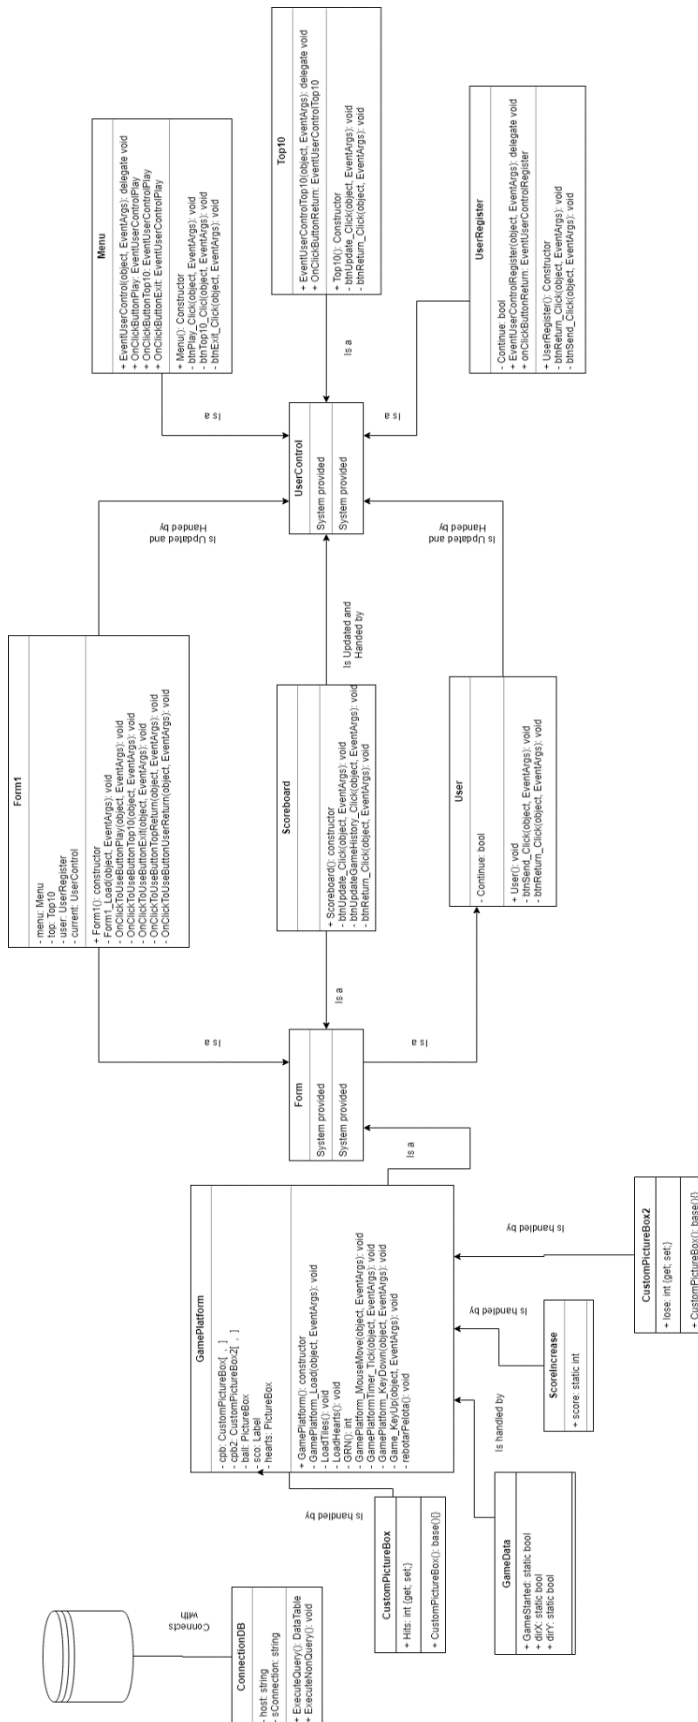 Menu
+ EventUserControl(object, EventArgs): delegate void
+ OnClickButtonPlay: EventUserControlPlay
+ OnClickButtonTop10: EventUserControlPlay
+ OnClickButtonExit: EventUserControlPlay
+ Menu(): Constructor
- btnPlay_Click(object, EventArgs): void
- btnTop10_Clicl(object, EventArgs): void
- btnExit_Click(object, EventArgs): void
Top10
+ EventUserControlTop10(object, EventArgs): delegate void
+ OnClickButtonReturn: EventUserControlTop10
+ Top10(): Constructor
- btnUpdate_Click(object, EventArgs): void
- btnReturn_Click(object, EventArgs): void
UserRegister
- Continue: bool
+ EventUserControlRegister(object, EventArgs): delegate void
+ onClickButtonReturn: EventUserControlRegister
+ UserRegister(): Constructor
- btnReturn_Click(object, EventArgs): void
- btnSend_Click(object, EventArgs): void
Is a
Is a
Is a
UserControl
System provided
System provided
Is Updated and
Handed by
Is Updated and
Handed by
Is Updated and
Handed by
Form1
- menu: Menu
- top: Top10
- user: UserRegister
- current: UserControl
+ Form1(): constructor
- Form1_Load(object, EventArgs): void
- OnClickToUseButtonPlay(object, EventArgs): void
- OnClickToUseButtonTop10(object, EventArgs): void
- OnClickToUseButtonExit(object, EventArgs): void
- OnClickToUseButtonTopReturn(object, EventArgs): void
- OnClickToUseButtonUserReturn(object, EventArgs): void
Scoreboard
+ Scoreboard(): constructor
- btnUpdate_Click(object, EventArgs): void
- btnUpdateGameHistory_Click(object, EventArgs): void
- btnReturn_Click(object, EventArgs): void
User
- Continue: bool
+ User(): void
- btnSend_Click(object, EventArgs): void
- btnReturn_Click(object, EventArgs): void
Is a
Is a
Is a
Form
System provided
System provided
Is a
GamePlatform
- cpb: CustomPictureBox[ , ]
- cpb2: CustomPictureBox2[ , ]
- ball: PictureBox
- sco: Label
- hearts: PictureBox
+ GamePlatform(): constructor
- GamePlatform_Load(object, EventArgs): void
- LoadTiles(): void
- LoadHearts(): void
- GRN(): int
- GamePlatform_MouseMove(object, EventArgs): void
- GamePlatformTimer_Tick(object, EventArgs): void
- GamePlatform_KeyDown(object, EventArgs): void
- Game_KeyUp(object, EventArgs): void
- rebotarPelota(): void
Is handled by
Is handled by
Is handled by
Is handled by
CustomPictureBox2
+ lose: int {get; set;}
+ CustomPictureBox(): base(){}
ScoreIncrease
+ score: static int
GameData
+ GameStarted: static bool
+ dirX: static bool
+ dirY: static bool
CustomPictureBox
+ Hits: int {get; set;}
+ CustomPictureBox(): base(){}
Connects
with
ConnectionDB
- host: string
- sConnection: string
+ ExecuteQuery(): DataTable
+ ExecuteNonQuery(): void